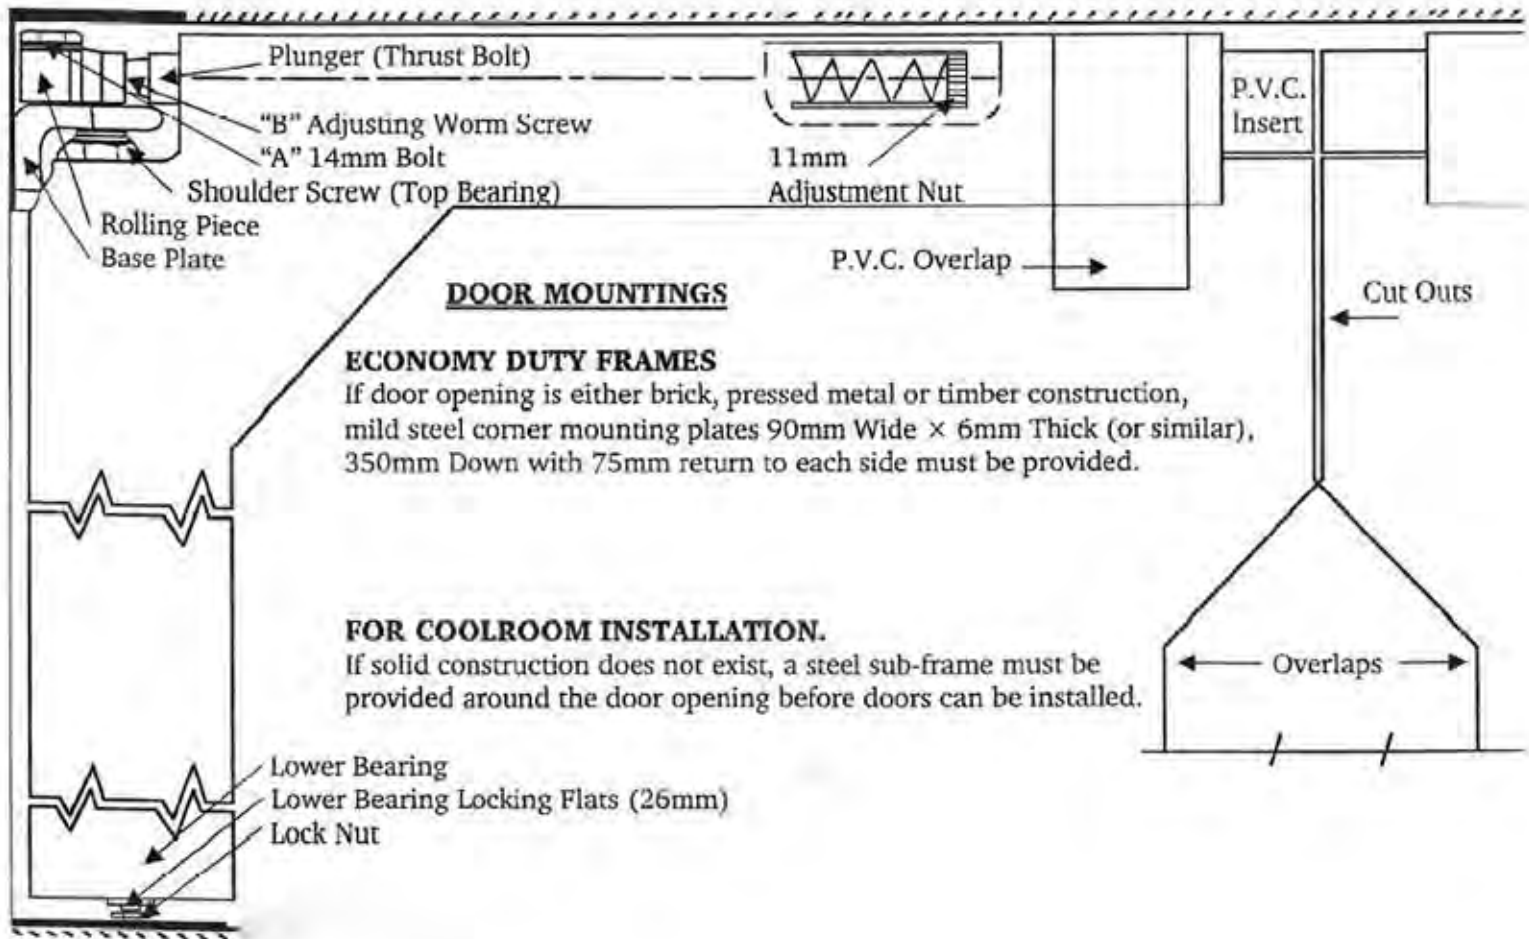 Plunger (Thrust Bolt)
"B" Adjusting Worm Screw
"A" 14mm Bolt
Shoulder Screw (Top Bearing)
Rolling Piece
Base Plate
11mm
Adjustment Nut
P.V.C.
Insert
P.V.C. Overlap
Cut Outs
DOOR MOUNTINGS
ECONOMY DUTY FRAMES
If door opening is either brick, pressed metal or timber construction,
mild steel corner mounting plates 90mm Wide × 6mm Thick (or similar),
350mm Down with 75mm return to each side must be provided.
FOR COOLROOM INSTALLATION.
If solid construction does not exist, a steel sub-frame must be
provided around the door opening before doors can be installed.
Overlaps
Lower Bearing
Lower Bearing Locking Flats (26mm)
Lock Nut